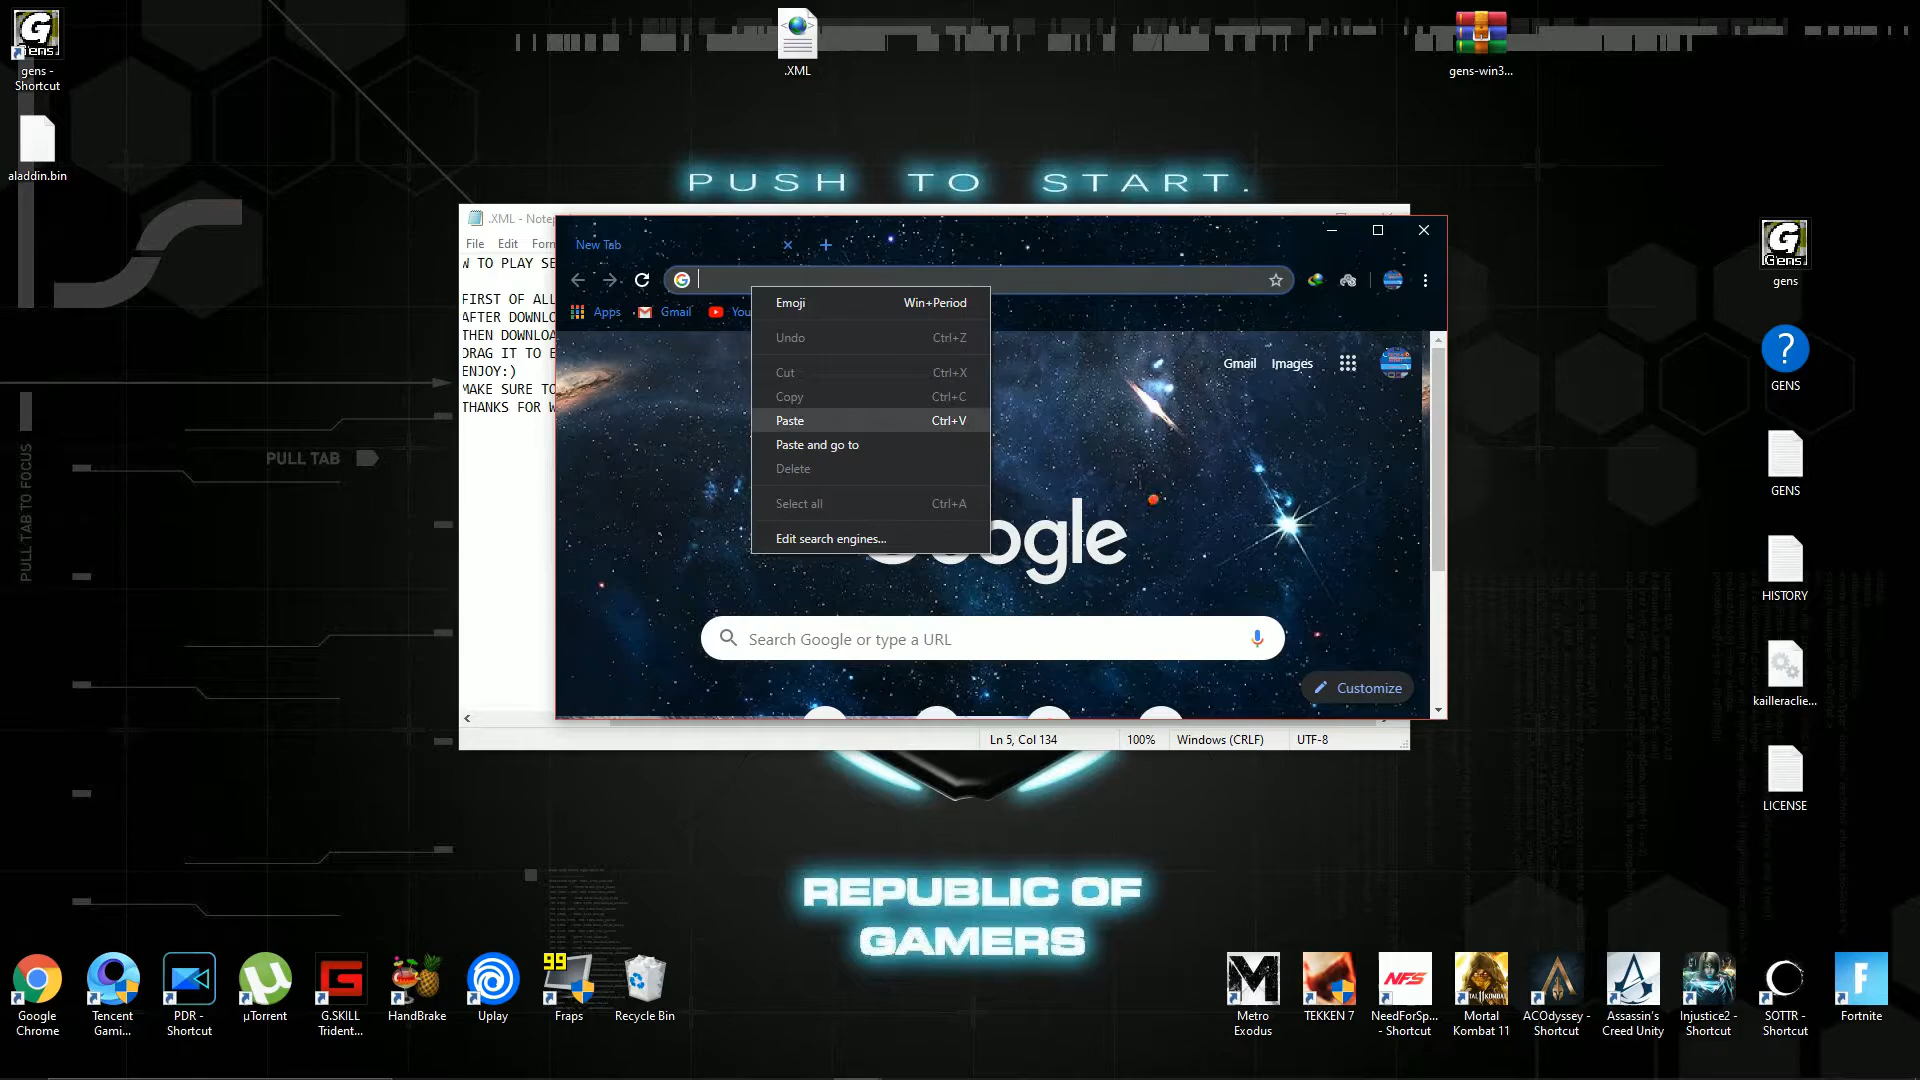 gens -
Shortcut
aladdin.bin
.XML
gens-win3...
PUSH TO START.
.XML - Note
File Edit Forn
W TO PLAY SE
FIRST OF ALL
AFTER DOWNLO
THEN DOWNLOA
DRAG IT TO E
ENJOY:)
MAKE SURE TO
THANKS FOR W
Ln 5, Col 134 100% Windows (CRLF) UTF-8
New Tab
Apps Gmail You
Emoji Win+Period
Undo Ctrl+Z
Cut Ctrl+X
Copy Ctrl+C
Paste Ctrl+V
Paste and go to
Delete
Select all Ctrl+A
Edit search engines...
Gmail Images
Google
Search Google or type a URL
Customize
PULL TAB
PULL TAB TO FOCUS
Gens
gens
GENS
GENS
HISTORY
kailleraclie...
LICENSE
REPUBLIC OF
GAMERS
Google
Chrome
Tencent
Gami...
PDR -
Shortcut
µTorrent
G.SKILL
Trident...
HandBrake
Uplay
99
Fraps
Recycle Bin
Metro
Exodus
TEKKEN 7
NFS
NeedForSp...
- Shortcut
Mortal
Kombat 11
ACOdyssey -
Shortcut
Assassin's
Creed Unity
Injustice2 -
Shortcut
SOTTR -
Shortcut
Fortnite